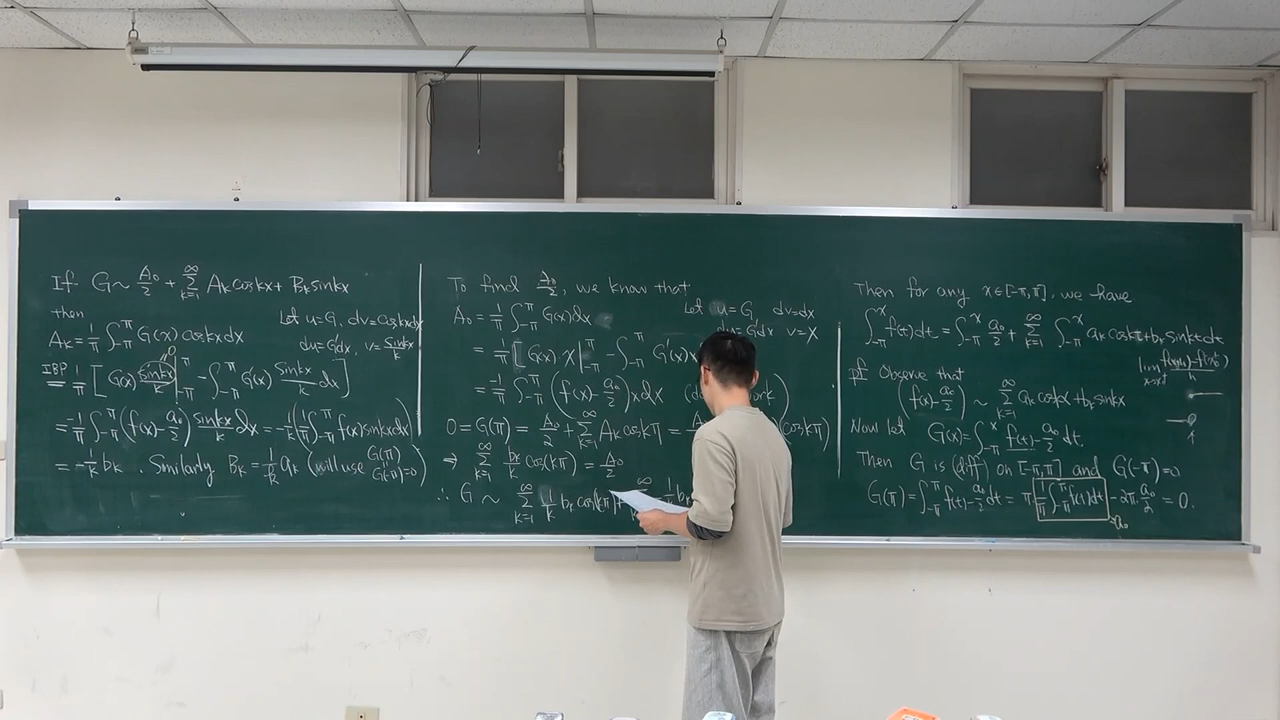 If G ~ A₀/2 + Σ_{k=1}^{∞} A_k cos kx + B_k sin kx
then
Let u=G, dv=cos kx dx
A_k = 1/π ∫_{-π}^{π} G(x) cos kx dx
du=G'dx, v= sin kx/k
IBP = 1/π [ G(x) sin kx/k |_{-π}^{π} - ∫_{-π}^{π} G'(x) sin kx/k dx ]
0
= -1/π ∫_{-π}^{π} (f(x) - a₀/2) sin kx/k dx = -1/k (1/π ∫_{-π}^{π} f(x) sin kx dx)
= -1/k b_k . Similarly B_k = 1/k a_k (will use G(π) G(-π)=0)
To find A₀/2, we know that
Let u=G, dv=dx
A₀ = 1/π ∫_{-π}^{π} G(x) dx
du=G'dx v=x
= 1/π [ G(x)·x |_{-π}^{π} - ∫_{-π}^{π} G'(x)x
= -1/π ∫_{-π}^{π} (f(x) - a₀/2) x dx
0 = G(π) = A₀/2 + Σ_{k=1}^{∞} A_k cos kπ = cos kπ)
⇒ Σ_{k=1}^{∞} b_k/k cos(kπ) = A₀/2
∴ G ~ Σ_{k=1}^{∞} 1/k b_k cos(kπ) +
Then for any x∈[-π,π], we have
∫_{-π}^{x} f(t) dt = ∫_{-π}^{x} a₀/2 + Σ_{k=1}^{∞} ∫_{-π}^{x} a_k cos kt + b_k sin kt dt
pf Observe that
(f(x) - a₀/2) ~ Σ_{k=1}^{∞} a_k cos kx + b_k sin kx
Now let G(x) = ∫_{-π}^{x} f(t) - a₀/2 dt.
Then G is (diff) on [-π,π] and G(-π)=0
G(π) = ∫_{-π}^{π} f(t) - a₀/2 dt = π · 1/π ∫_{-π}^{π} f(t) dt - 2π · a₀/2 = 0.
a₀